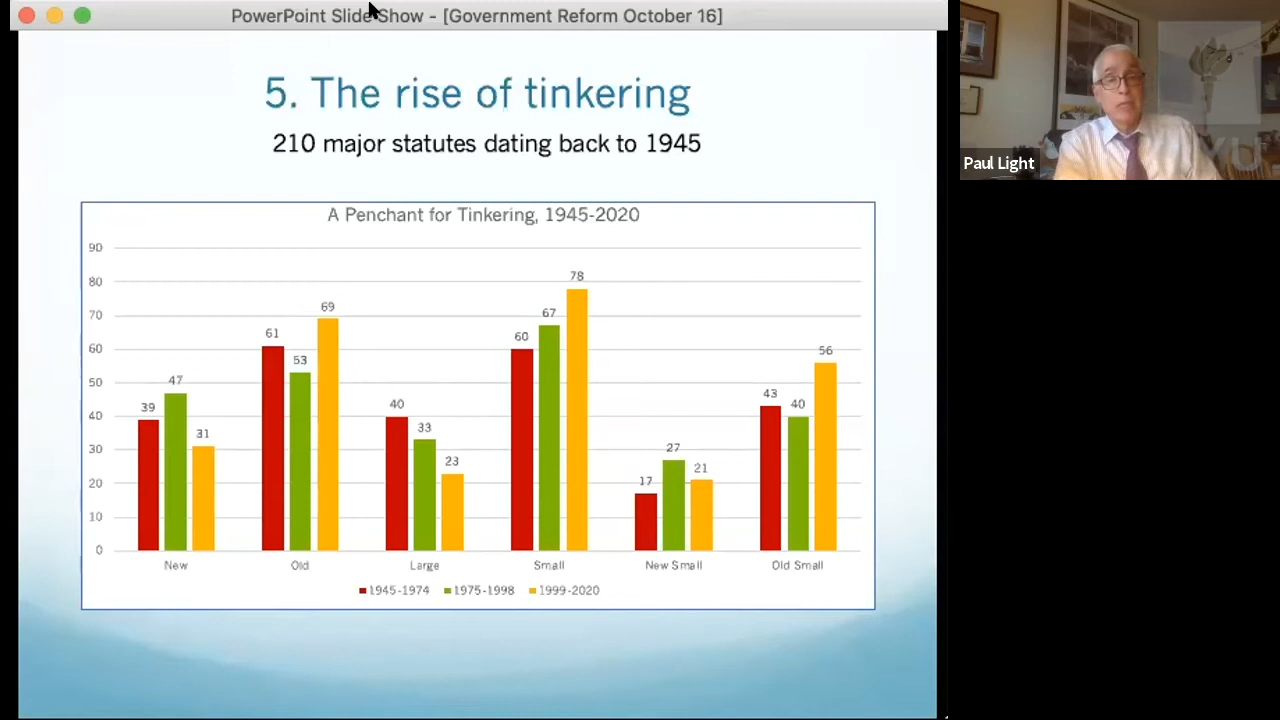 PowerPoint Slide Show - [Government Reform October 16]
5. The rise of tinkering
210 major statutes dating back to 1945
A Penchant for Tinkering, 1945-2020
90
80
70
60
50
40
30
20
10
0
39
47
31
61
53
69
40
33
23
60
67
78
17
27
21
43
40
56
New
Old
Large
Small
New Small
Old Small
1945-1974
1975-1998
1999-2020
Paul Light